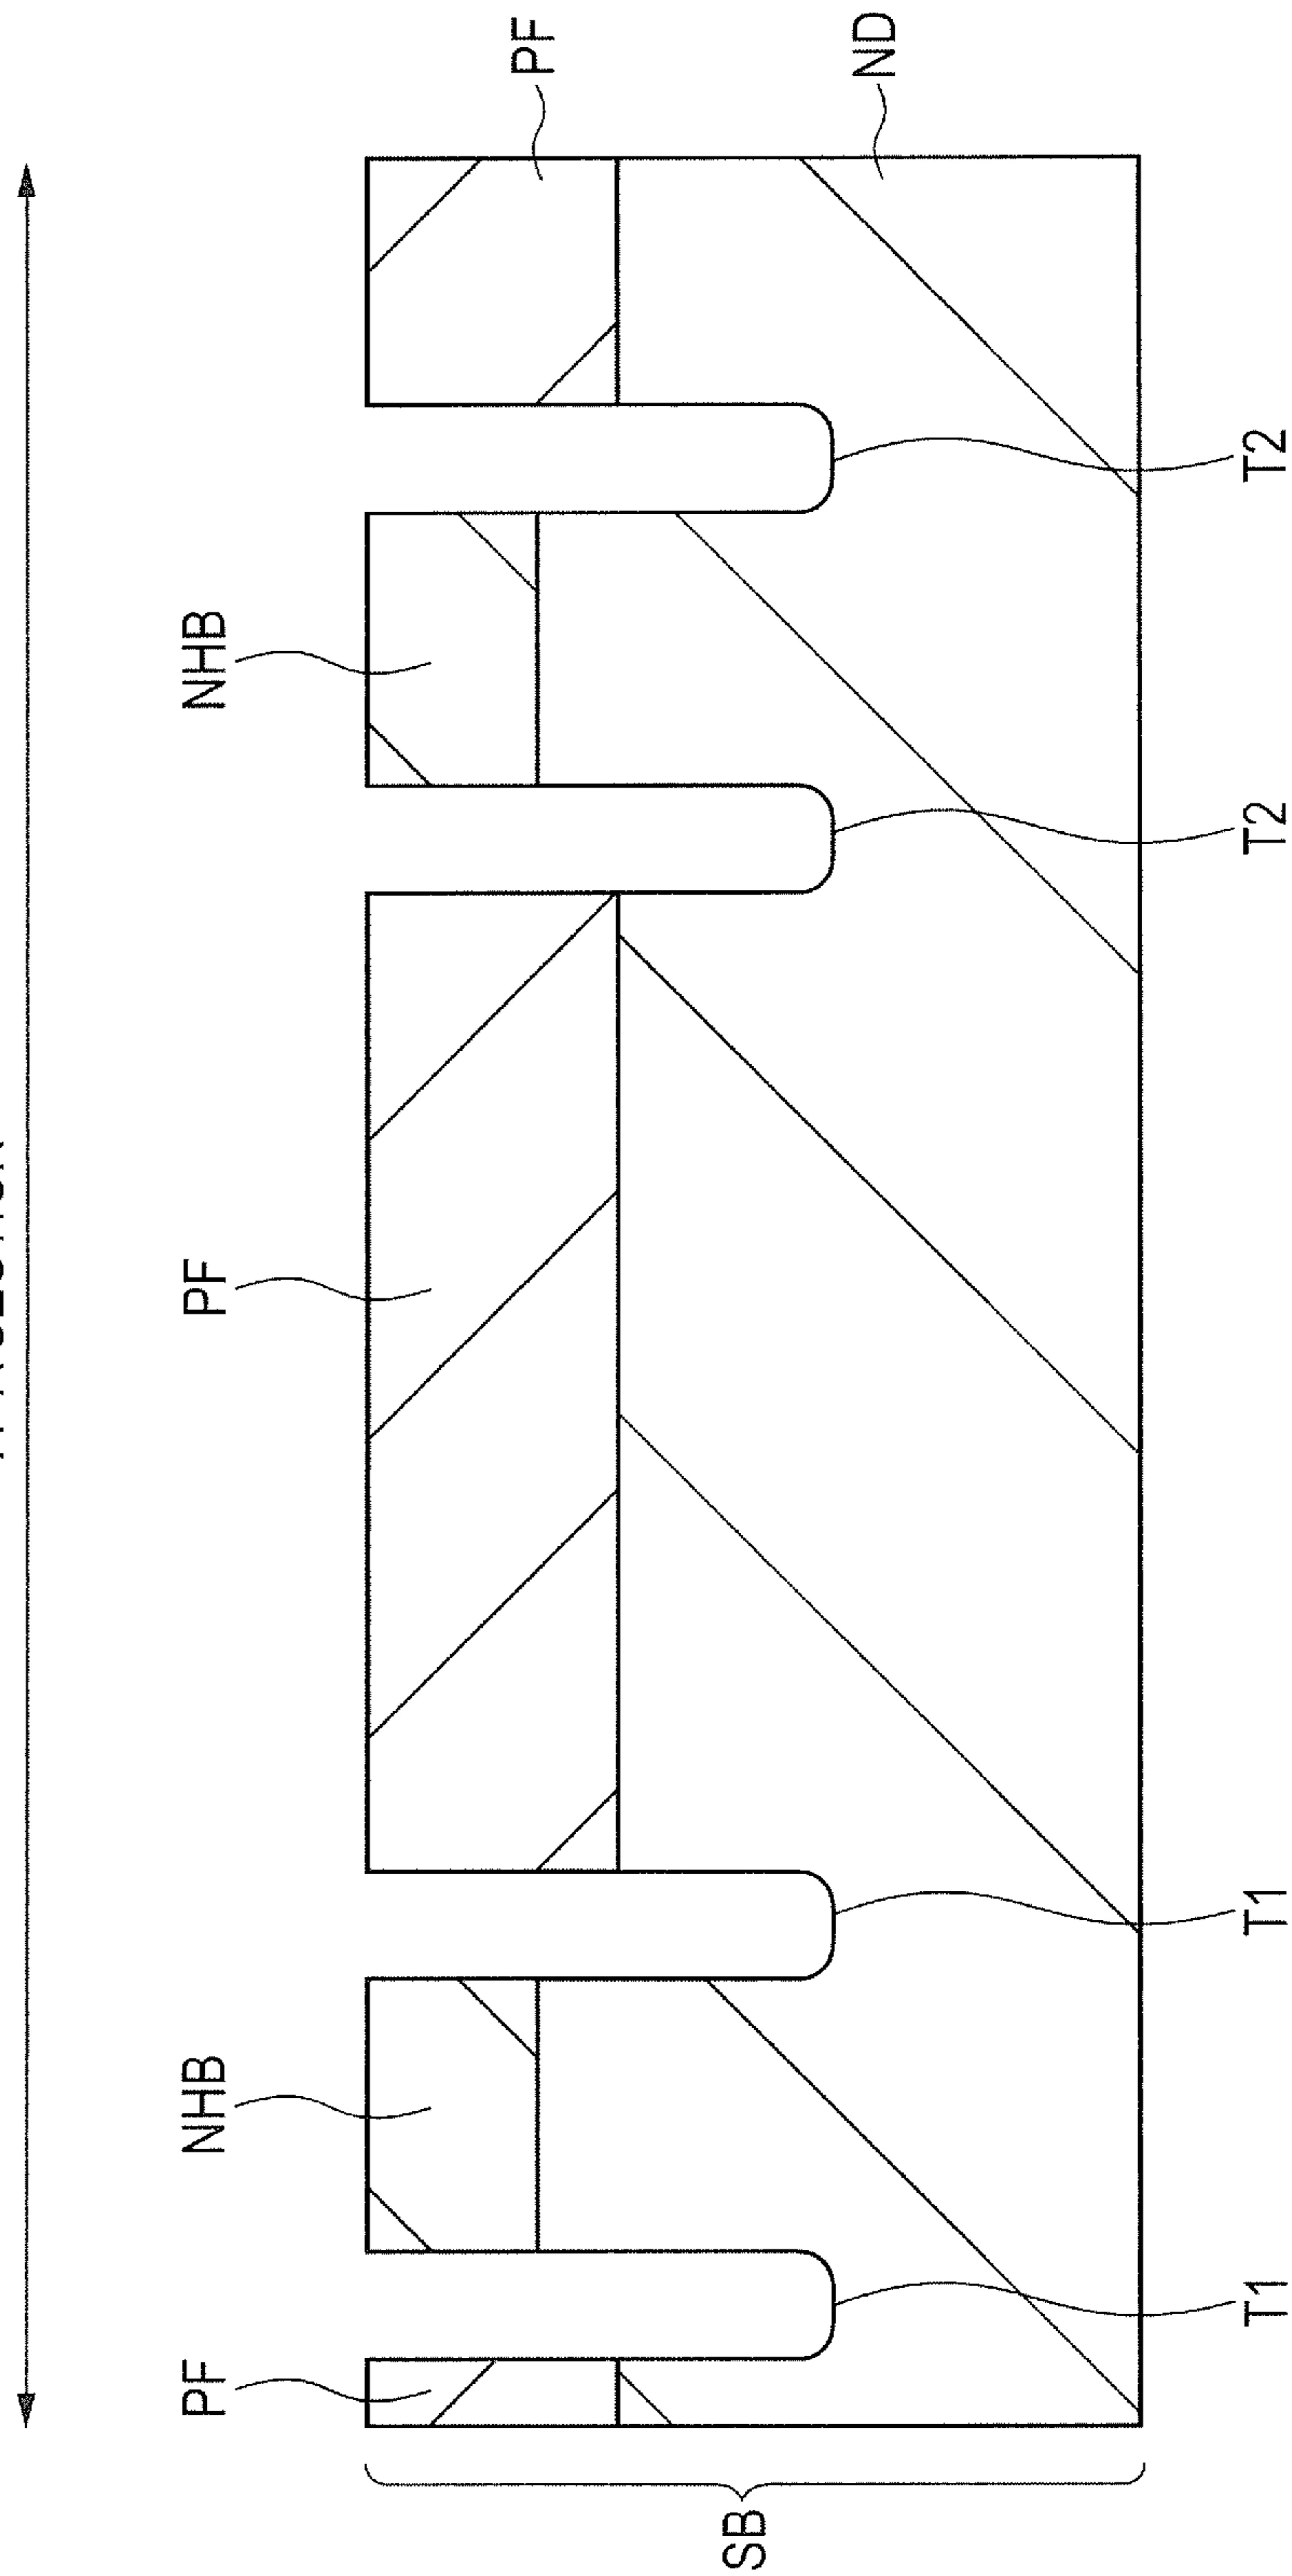 PF NHB PF NHB
PF
SB
ND
T1 T1 T2 T2